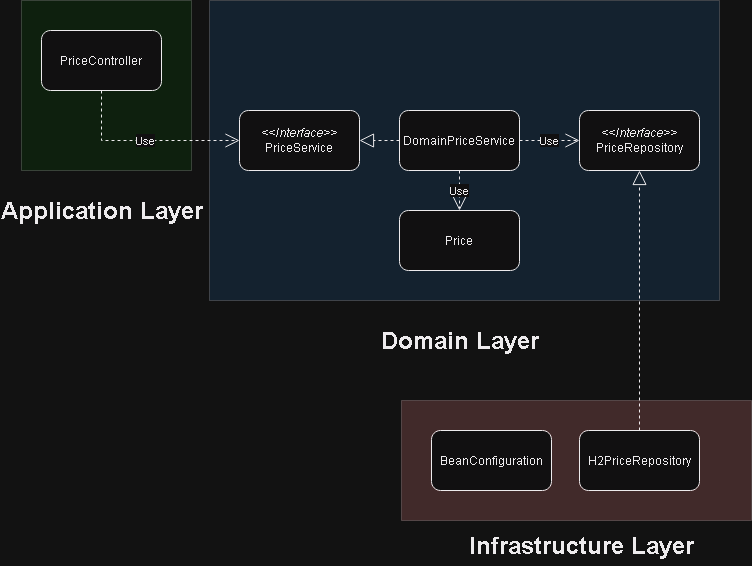 PriceController
Use
<<Interface>>
PriceService
DomainPriceService
Use
<<Interface>>
PriceRepository
Use
Price
Application Layer
Domain Layer
BeanConfiguration
H2PriceRepository
Infrastructure Layer